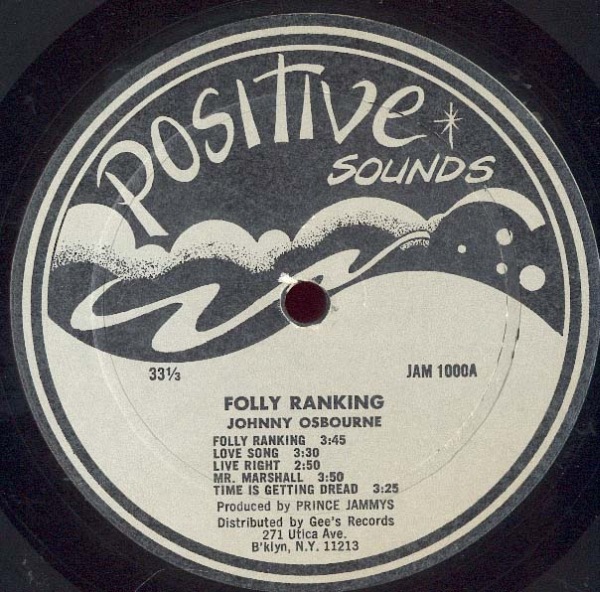 POSITIVE
SOUNDS
33⅓
JAM 1000A
FOLLY RANKING
JOHNNY OSBOURNE
FOLLY RANKING 3:45
LOVE SONG 3:30
LIVE RIGHT 2:50
MR. MARSHALL 3:50
TIME IS GETTING DREAD 3:25
Produced by PRINCE JAMMYS
Distributed by Gee's Records
271 Utica Ave.
B'klyn, N.Y. 11213